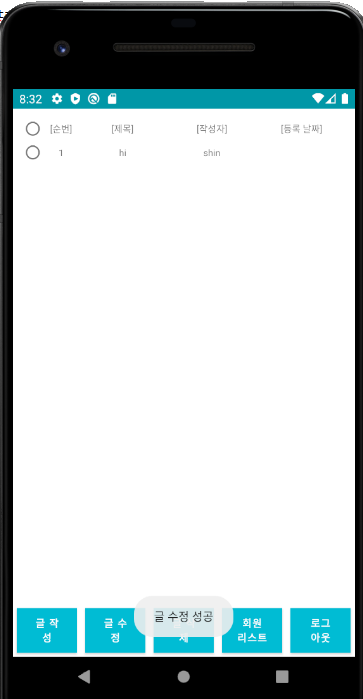 8:32
[순번] [제목] [작성자] [등록 날짜]
1 hi shin
글 수정 성공
글 작
성
글 수
정
제
회원
리스트
로그
아웃